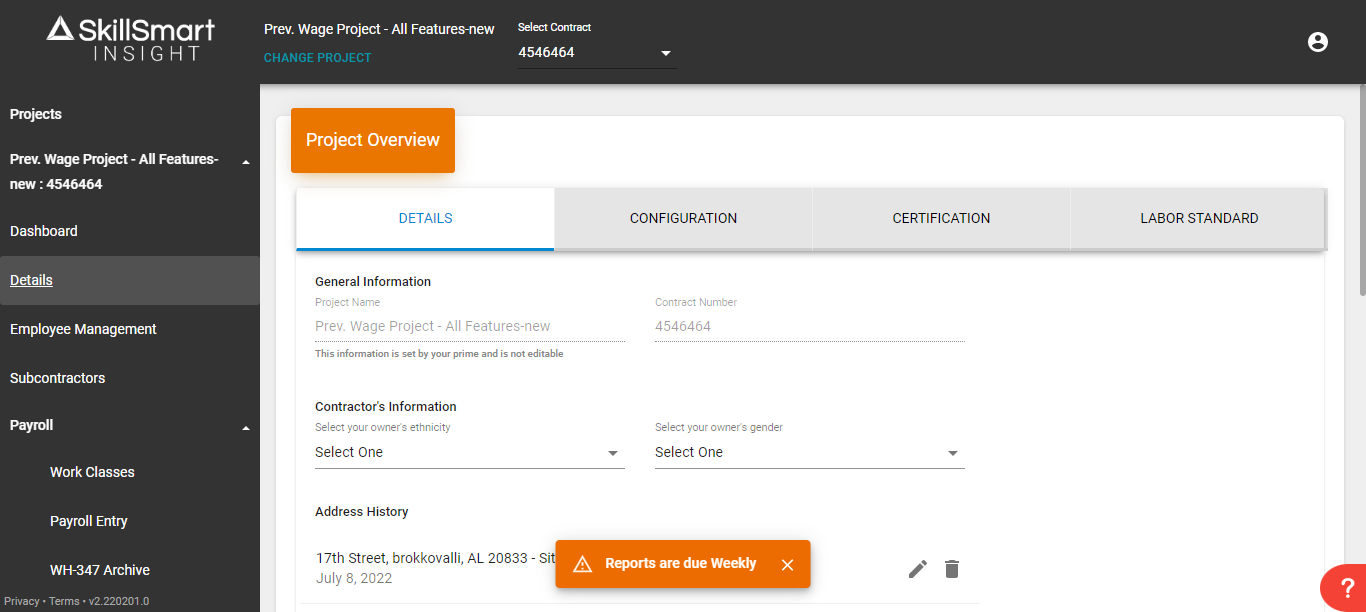 SkillSmart
INSIGHT
Prev. Wage Project - All Features-new
CHANGE PROJECT
Select Contract
4546464
Projects
Prev. Wage Project - All Features-
new : 4546464
Dashboard
Details
Employee Management
Subcontractors
Payroll
Work Classes
Payroll Entry
WH-347 Archive
Privacy • Terms • v2.220201.0
Project Overview
DETAILS
CONFIGURATION
CERTIFICATION
LABOR STANDARD
General Information
Project Name
Contract Number
Prev. Wage Project - All Features-new
4546464
This information is set by your prime and is not editable
Contractor's Information
Select your owner's ethnicity
Select your owner's gender
Select One
Select One
Address History
17th Street, brokkovalli, AL 20833 - Sit
July 8, 2022
Reports are due Weekly
?